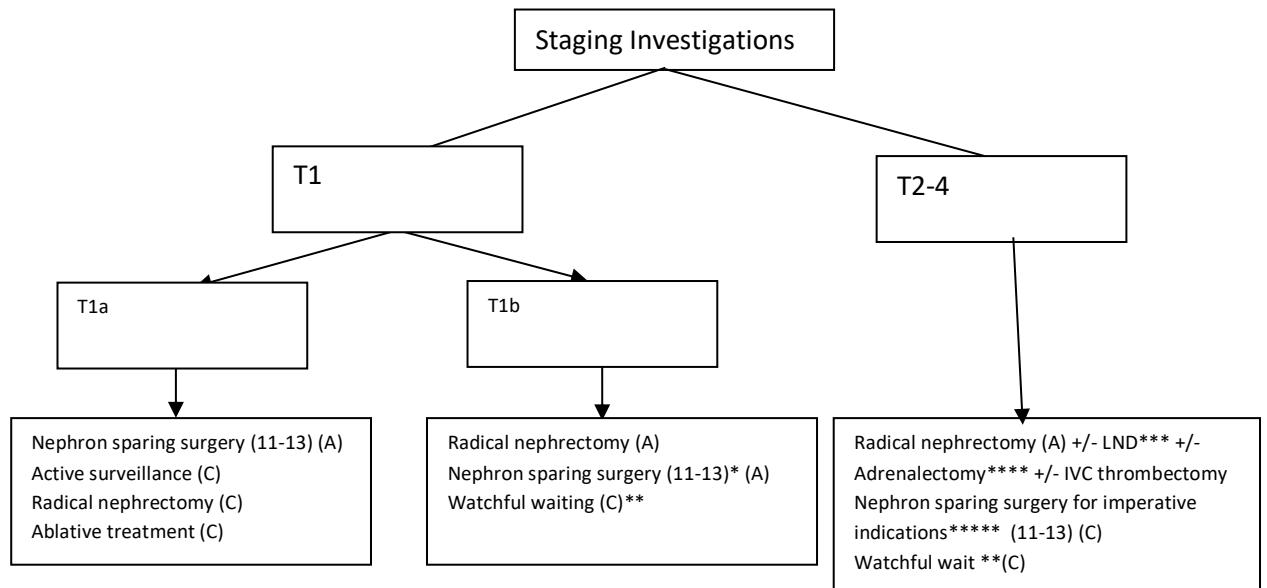 Staging Investigations
T1
T2-4
T1a
T1b
Nephron sparing surgery (11-13) (A)
Active surveillance (C)
Radical nephrectomy (C)
Ablative treatment (C)
Radical nephrectomy (A)
Nephron sparing surgery (11-13)* (A)
Watchful waiting (C)**
Radical nephrectomy (A) +/- LND*** +/-
Adrenalectomy**** +/- IVC thrombectomy
Nephron sparing surgery for imperative
indications***** (11-13) (C)
Watchful wait **(C)